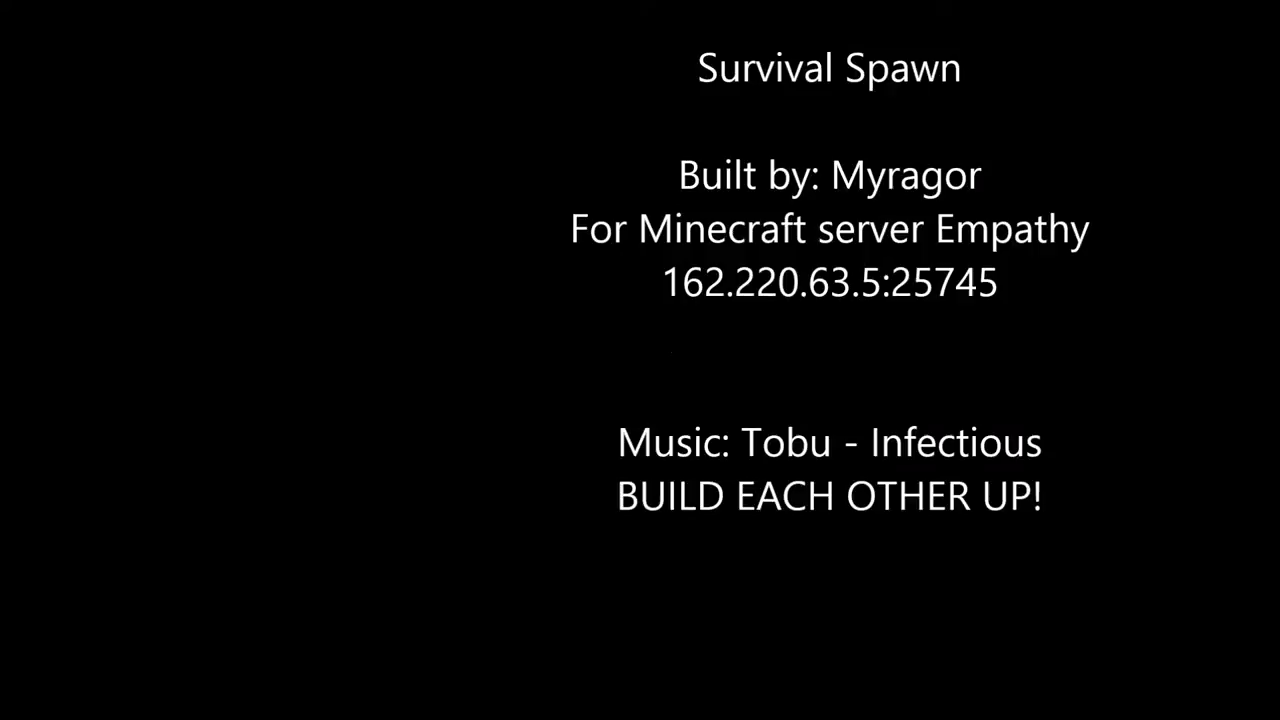 Survival Spawn
Built by: Myragor
For Minecraft server Empathy
162.220.63.5:25745
Music: Tobu - Infectious
BUILD EACH OTHER UP!